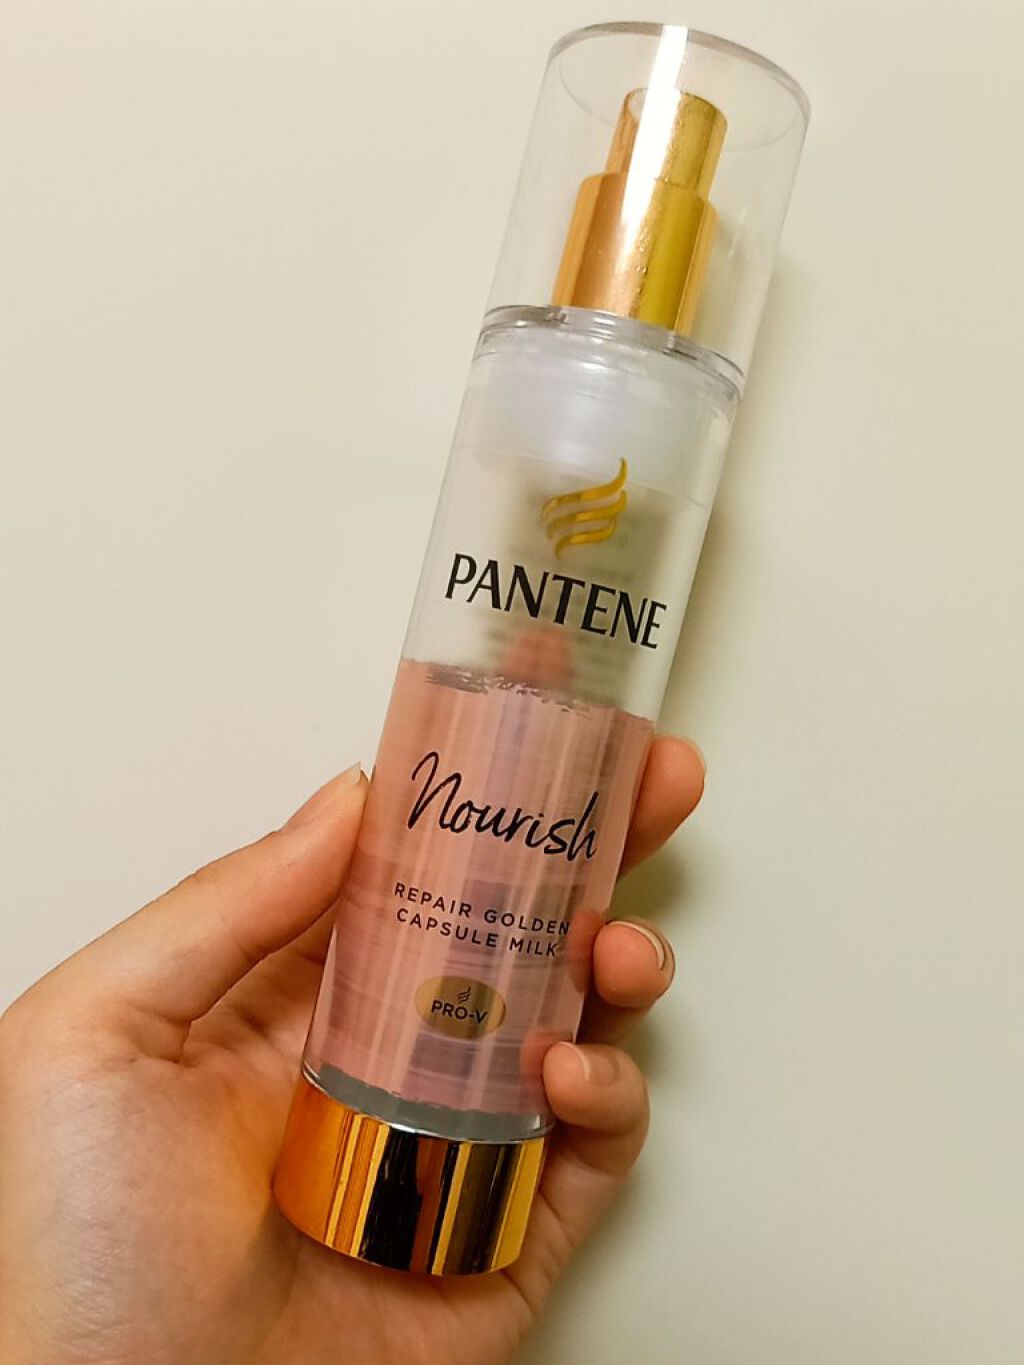 PANTENE
Nourish
REPAIR GOLDEN
CAPSULE MILK
PRO-V